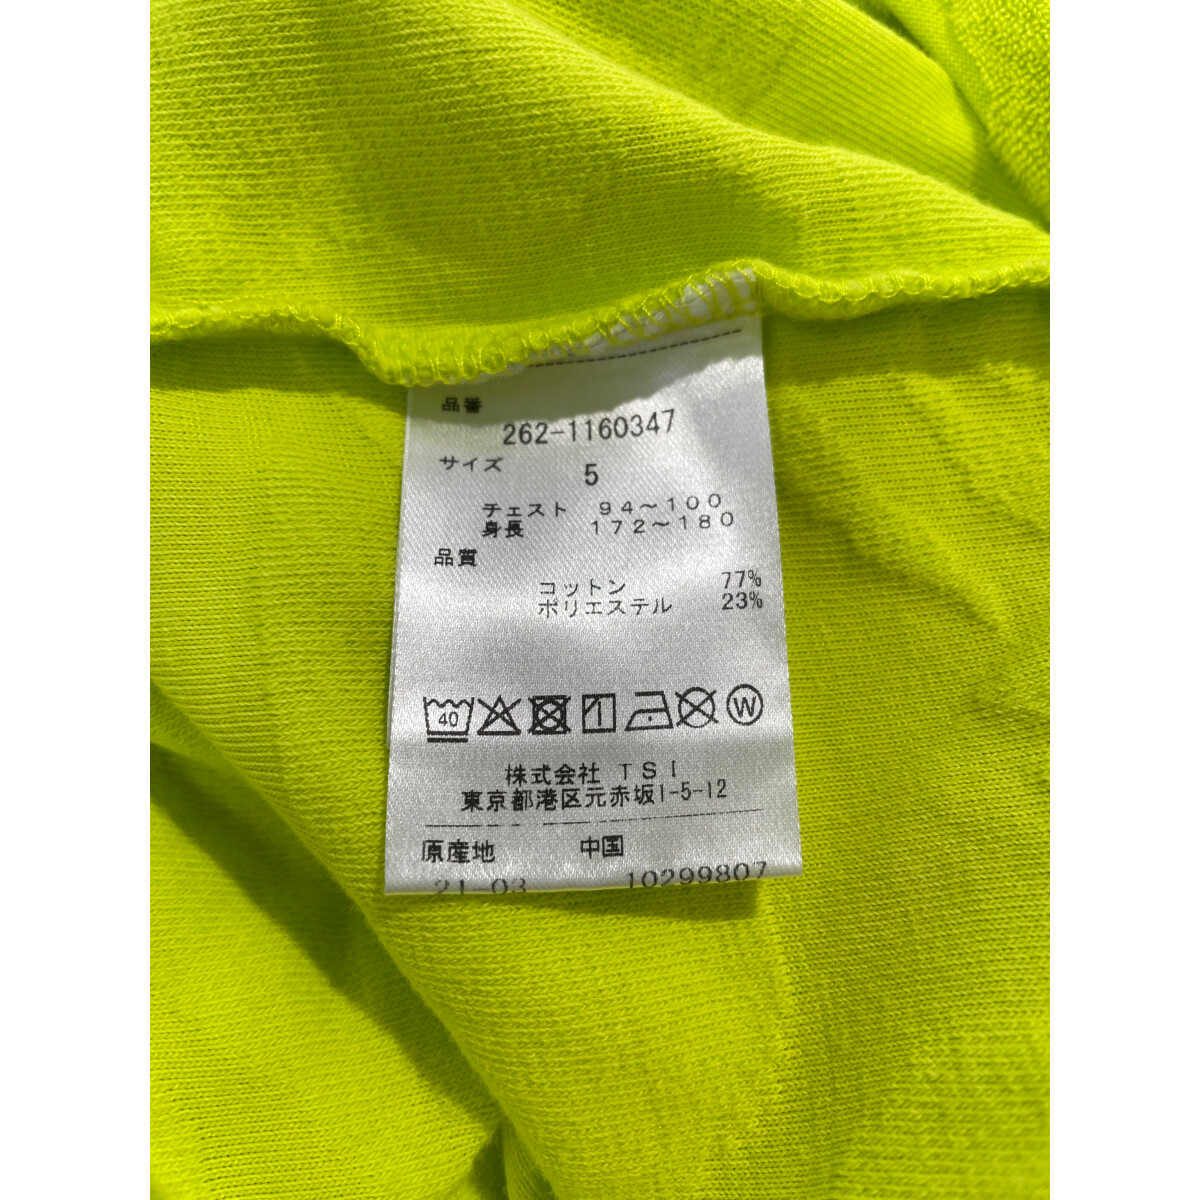 品番
262-1160347
サイズ
5
チェスト 94～100
身長 172～180
品質
コットン 77%
ポリエステル 23%
40 W
株式会社 TSI
東京都港区元赤坂1-5-12
原産地 中国
21-03 10299807